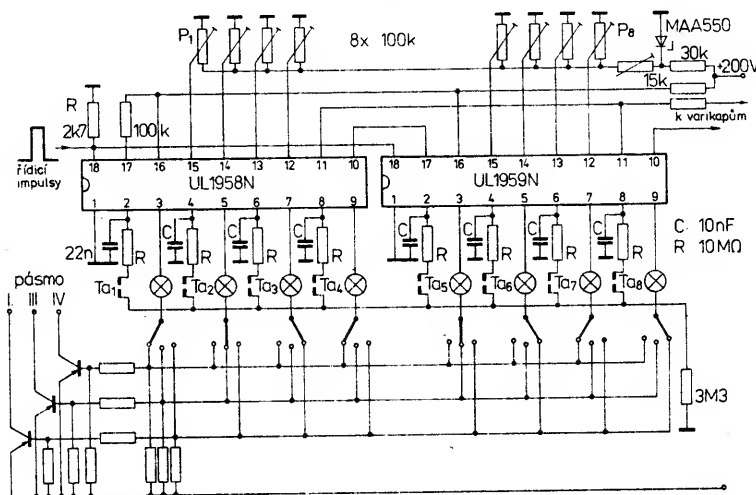 P1
8x 100k
P8
MAA550
30k
+200V
15k
k varikapům
R
2k7
100k
řídicí
impulsy
18 17 16 15 14 13 12 11 10
UL1958N
1 2 3 4 5 6 7 8 9
18 17 16 15 14 13 12 11 10
UL1959N
1 2 3 4 5 6 7 8 9
22n
C R C R C R C R
C R C R C R C R
C 10nF
R 10MΩ
Ta1 Ta2 Ta3 Ta4 Ta5 Ta6 Ta7 Ta8
pásmo
I. III IV
3M3